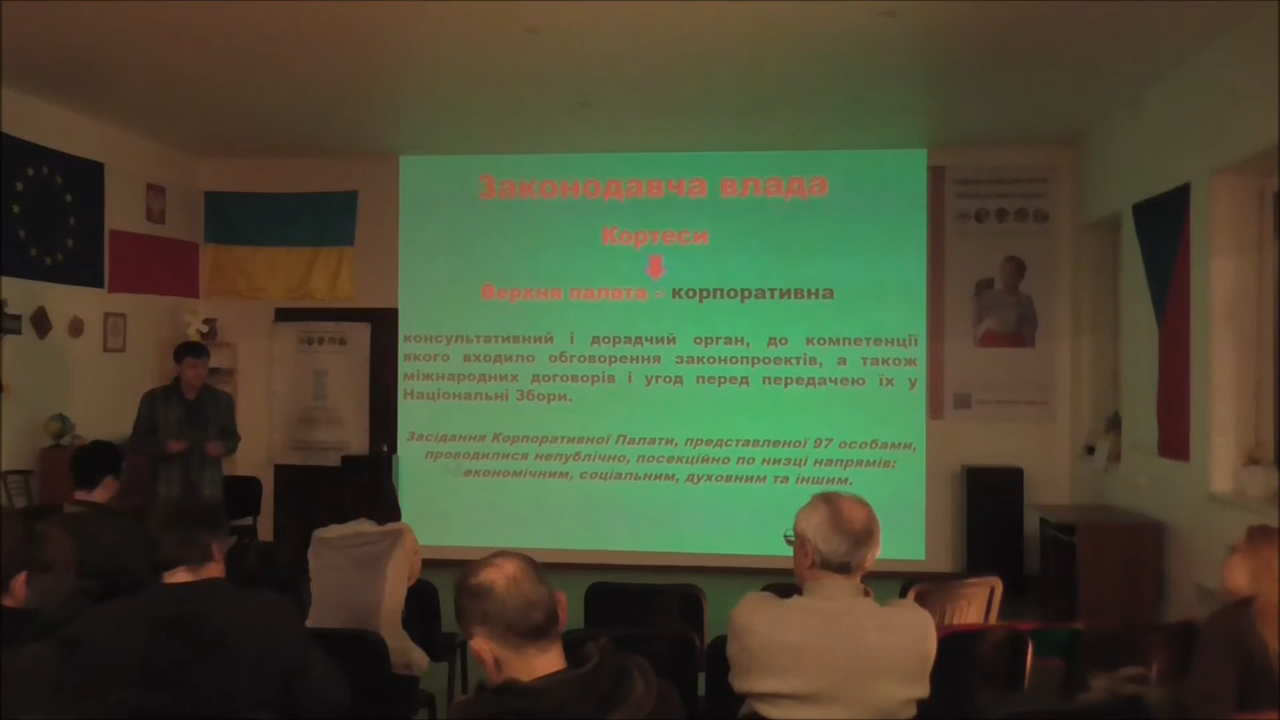 Законодавча влада
Кортеси
Верхня палата – корпоративна
консультативний і дорадчий орган, до компетенції
якого входило обговорення законопроектів, а також
міжнародних договорів і угод перед передачею їх у
Національні Збори.
Засідання Корпоративної Палати, представленої 97 особами,
проводилися непублічно, посекційно по низці напрямів:
економічним, соціальним, духовним та іншим.